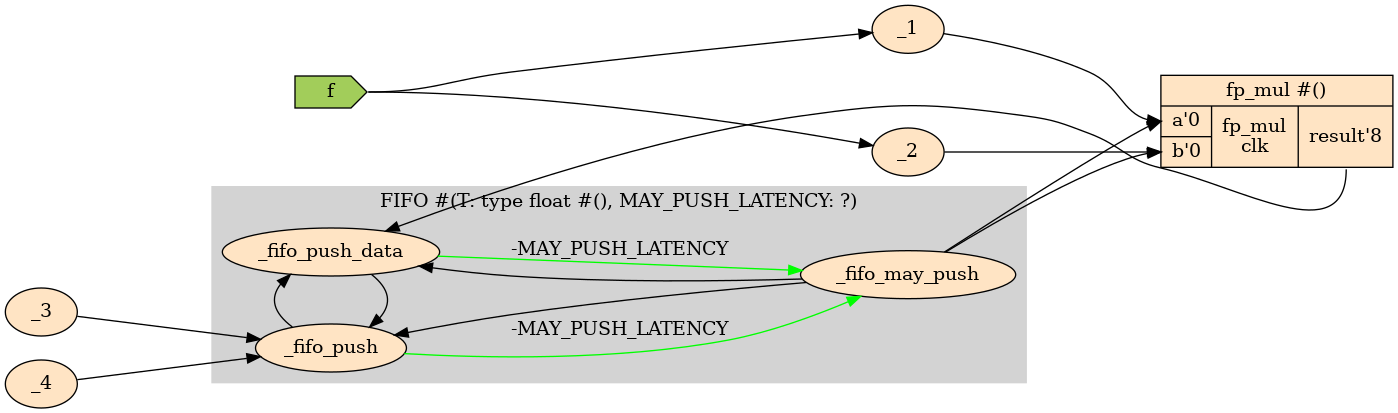 _1
fp_mul #()
f
a'0
fp_mul
clk
result'8
b'0
_2
FIFO #(T: type float #(), MAY_PUSH_LATENCY: ?)
_fifo_push_data
-MAY_PUSH_LATENCY
_fifo_may_push
_3
-MAY_PUSH_LATENCY
_fifo_push
_4